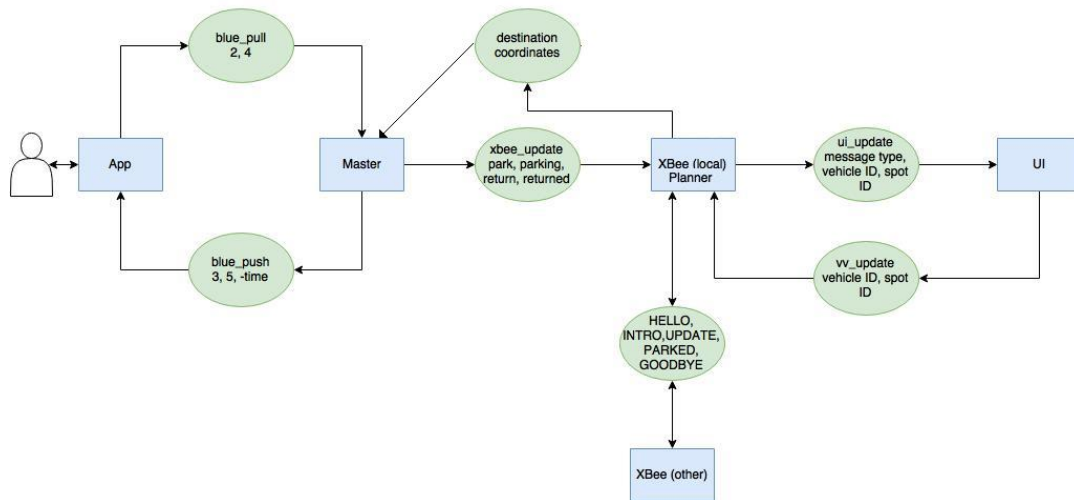 blue_pull
2, 4
destination
coordinates
App
Master
xbee_update
park, parking,
return, returned
XBee (local)
Planner
ui_update
message type,
vehicle ID, spot
ID
UI
blue_push
3, 5, -time
vv_update
vehicle ID, spot
ID
HELLO,
INTRO,UPDATE,
PARKED,
GOODBYE
XBee (other)